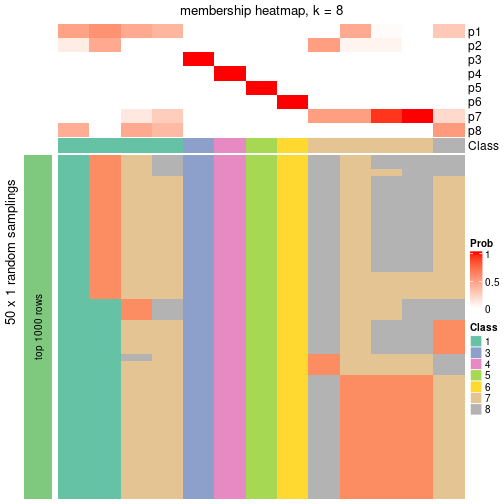 membership heatmap, k = 8
p1
p2
p3
p4
p5
p6
p7
p8
Class
50 x 1 random samplings
top 1000 rows
Prob
1
0.5
0
Class
1
3
4
5
6
7
8